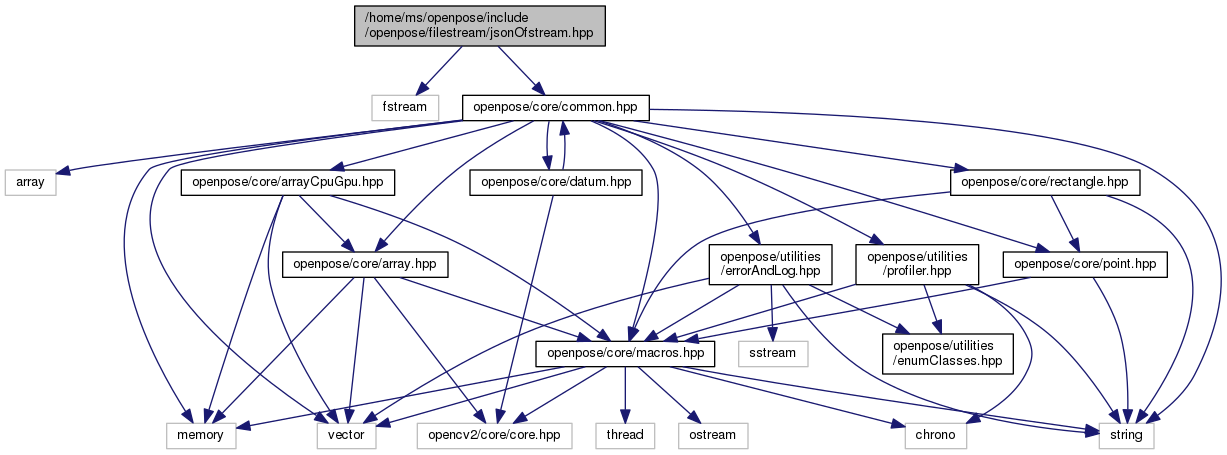 /home/ms/openpose/include
/openpose/filestream/jsonOfstream.hpp
fstream
openpose/core/common.hpp
array
openpose/core/arrayCpuGpu.hpp
openpose/core/datum.hpp
openpose/core/rectangle.hpp
openpose/core/array.hpp
openpose/utilities
/errorAndLog.hpp
openpose/utilities
/profiler.hpp
openpose/core/point.hpp
openpose/core/macros.hpp
sstream
openpose/utilities
/enumClasses.hpp
memory
vector
opencv2/core/core.hpp
thread
ostream
chrono
string